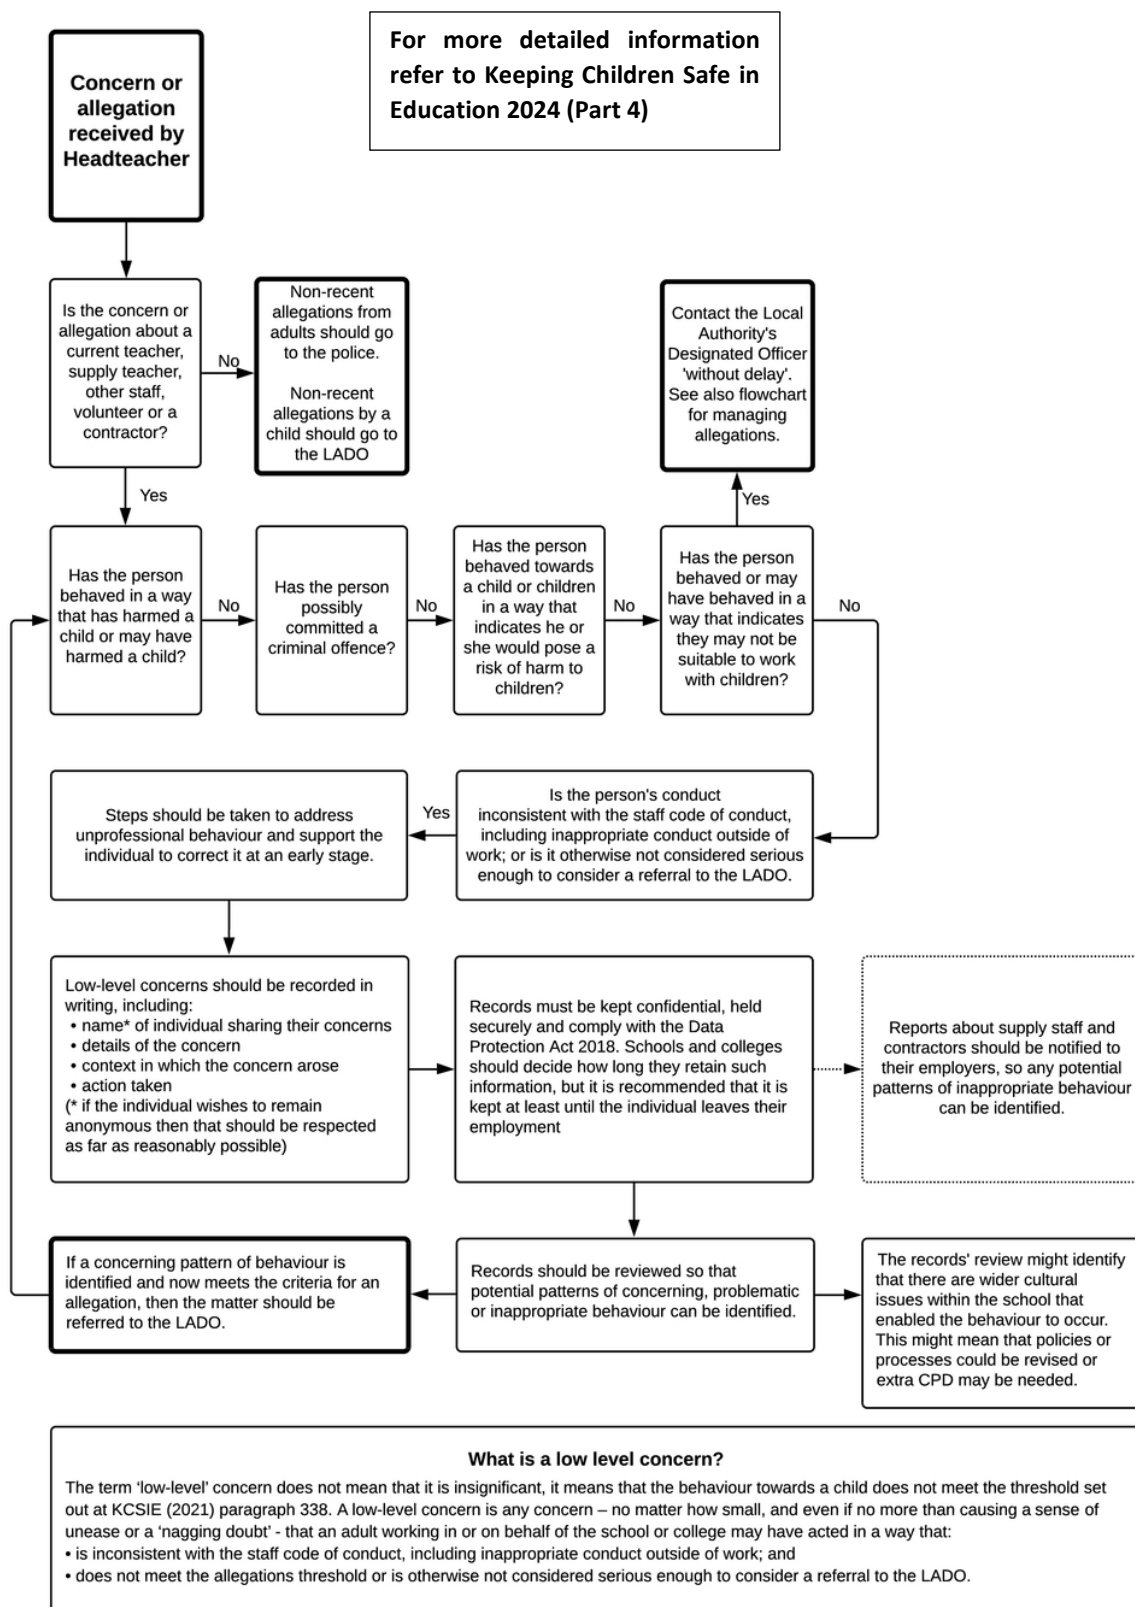 For more detailed information
refer to Keeping Children Safe in
Education 2024 (Part 4)
Concern or
allegation
received by
Headteacher
Is the concern or
allegation about a
current teacher,
supply teacher,
other staff,
volunteer or a
contractor?
No
Non-recent
allegations from
adults should go
to the police.
Non-recent
allegations by a
child should go to
the LADO
Contact the Local
Authority's
Designated Officer
'without delay'.
See also flowchart
for managing
allegations.
Yes
Yes
Has the person
behaved in a way
that has harmed a
child or may have
harmed a child?
No
Has the person
possibly
committed a
criminal offence?
No
Has the person
behaved towards
a child or children
in a way that
indicates he or
she would pose a
risk of harm to
children?
No
Has the person
behaved or may
have behaved in a
way that indicates
they may not be
suitable to work
with children?
No
Steps should be taken to address
unprofessional behaviour and support the
individual to correct it at an early stage.
Yes
Is the person's conduct
inconsistent with the staff code of conduct,
including inappropriate conduct outside of
work; or is it otherwise not considered serious
enough to consider a referral to the LADO.
Low-level concerns should be recorded in
writing, including:
• name* of individual sharing their concerns
• details of the concern
• context in which the concern arose
• action taken
(* if the individual wishes to remain
anonymous then that should be respected
as far as reasonably possible)
Records must be kept confidential, held
securely and comply with the Data
Protection Act 2018. Schools and colleges
should decide how long they retain such
information, but it is recommended that it is
kept at least until the individual leaves their
employment
Reports about supply staff and
contractors should be notified to
their employers, so any potential
patterns of inappropriate behaviour
can be identified.
If a concerning pattern of behaviour is
identified and now meets the criteria for an
allegation, then the matter should be
referred to the LADO.
Records should be reviewed so that
potential patterns of concerning, problematic
or inappropriate behaviour can be identified.
The records' review might identify
that there are wider cultural
issues within the school that
enabled the behaviour to occur.
This might mean that policies or
processes could be revised or
extra CPD may be needed.
What is a low level concern?
The term ‘low-level’ concern does not mean that it is insignificant, it means that the behaviour towards a child does not meet the threshold set
out at KCSIE (2021) paragraph 338. A low-level concern is any concern – no matter how small, and even if no more than causing a sense of
unease or a ‘nagging doubt’ - that an adult working in or on behalf of the school or college may have acted in a way that:
• is inconsistent with the staff code of conduct, including inappropriate conduct outside of work; and
• does not meet the allegations threshold or is otherwise not considered serious enough to consider a referral to the LADO.